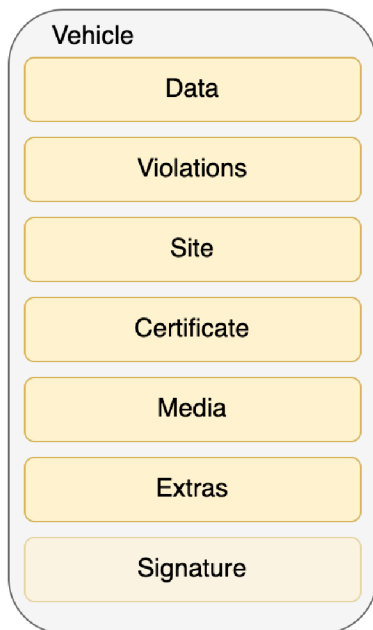 Vehicle
Data
Violations
Site
Certificate
Media
Extras
Signature